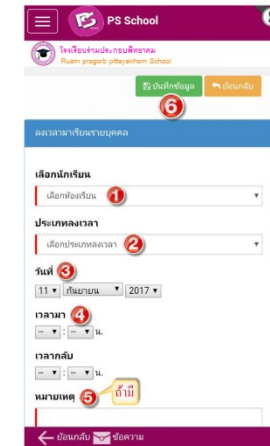 PS School
โรงเรียนร่วมประกอบพิทยาคม
Ruam pragorb pittayakhom School
บันทึกข้อมูล ย้อนกลับ
6
ลงเวลามาเรียนรายบุคคล
เลือกนักเรียน
เลือกห้องเรียน 1
ประเภทลงเวลา
เลือกประเภทลงเวลา 2
วันที่ 3
11 กันยายน 2017
เวลามา 4
-- : -- น.
เวลากลับ
-- : -- น.
หมายเหตุ 5 ถ้ามี
ย้อนกลับ ข้อความ